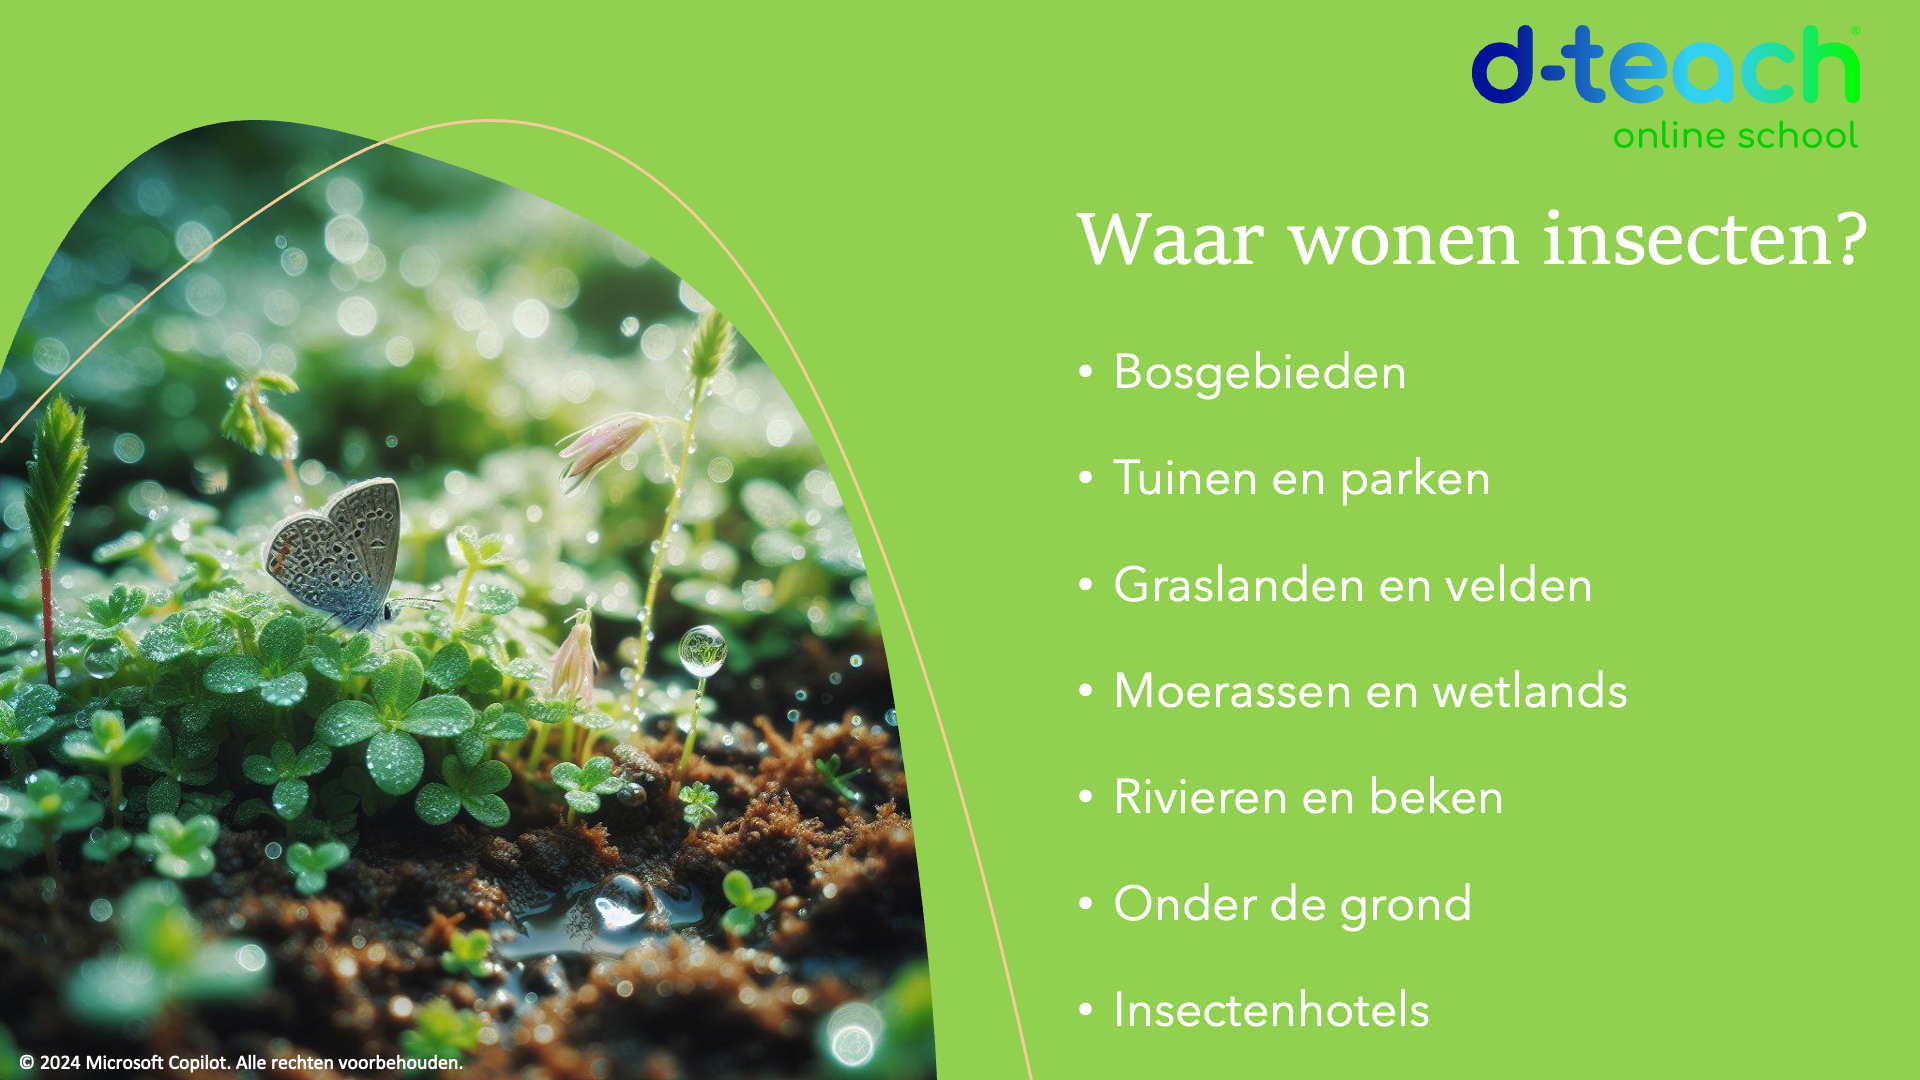 d-teach®
online school
Waar wonen insecten?
• Bosgebieden
• Tuinen en parken
• Graslanden en velden
• Moerassen en wetlands
• Rivieren en beken
• Onder de grond
• Insectenhotels
© 2024 Microsoft Copilot. Alle rechten voorbehouden.